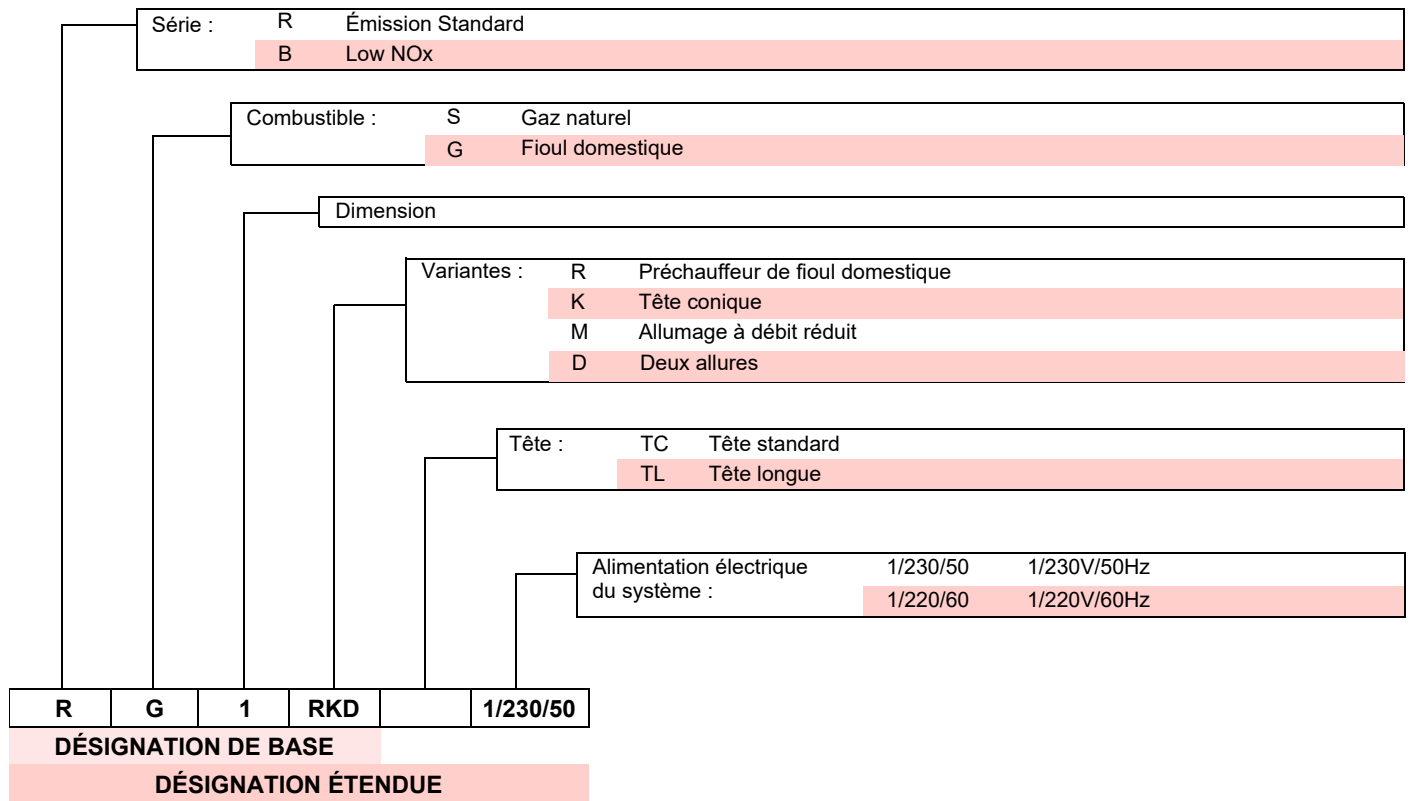 Série : R Émission Standard
B Low NOx
Combustible : S Gaz naturel
G Fioul domestique
Dimension
Variantes : R Préchauffeur de fioul domestique
K Tête conique
M Allumage à débit réduit
D Deux allures
Tête : TC Tête standard
TL Tête longue
Alimentation électrique du système : 1/230/50 1/230V/50Hz
1/220/60 1/220V/60Hz
R G 1 RKD 1/230/50
DÉSIGNATION DE BASE
DÉSIGNATION ÉTENDUE